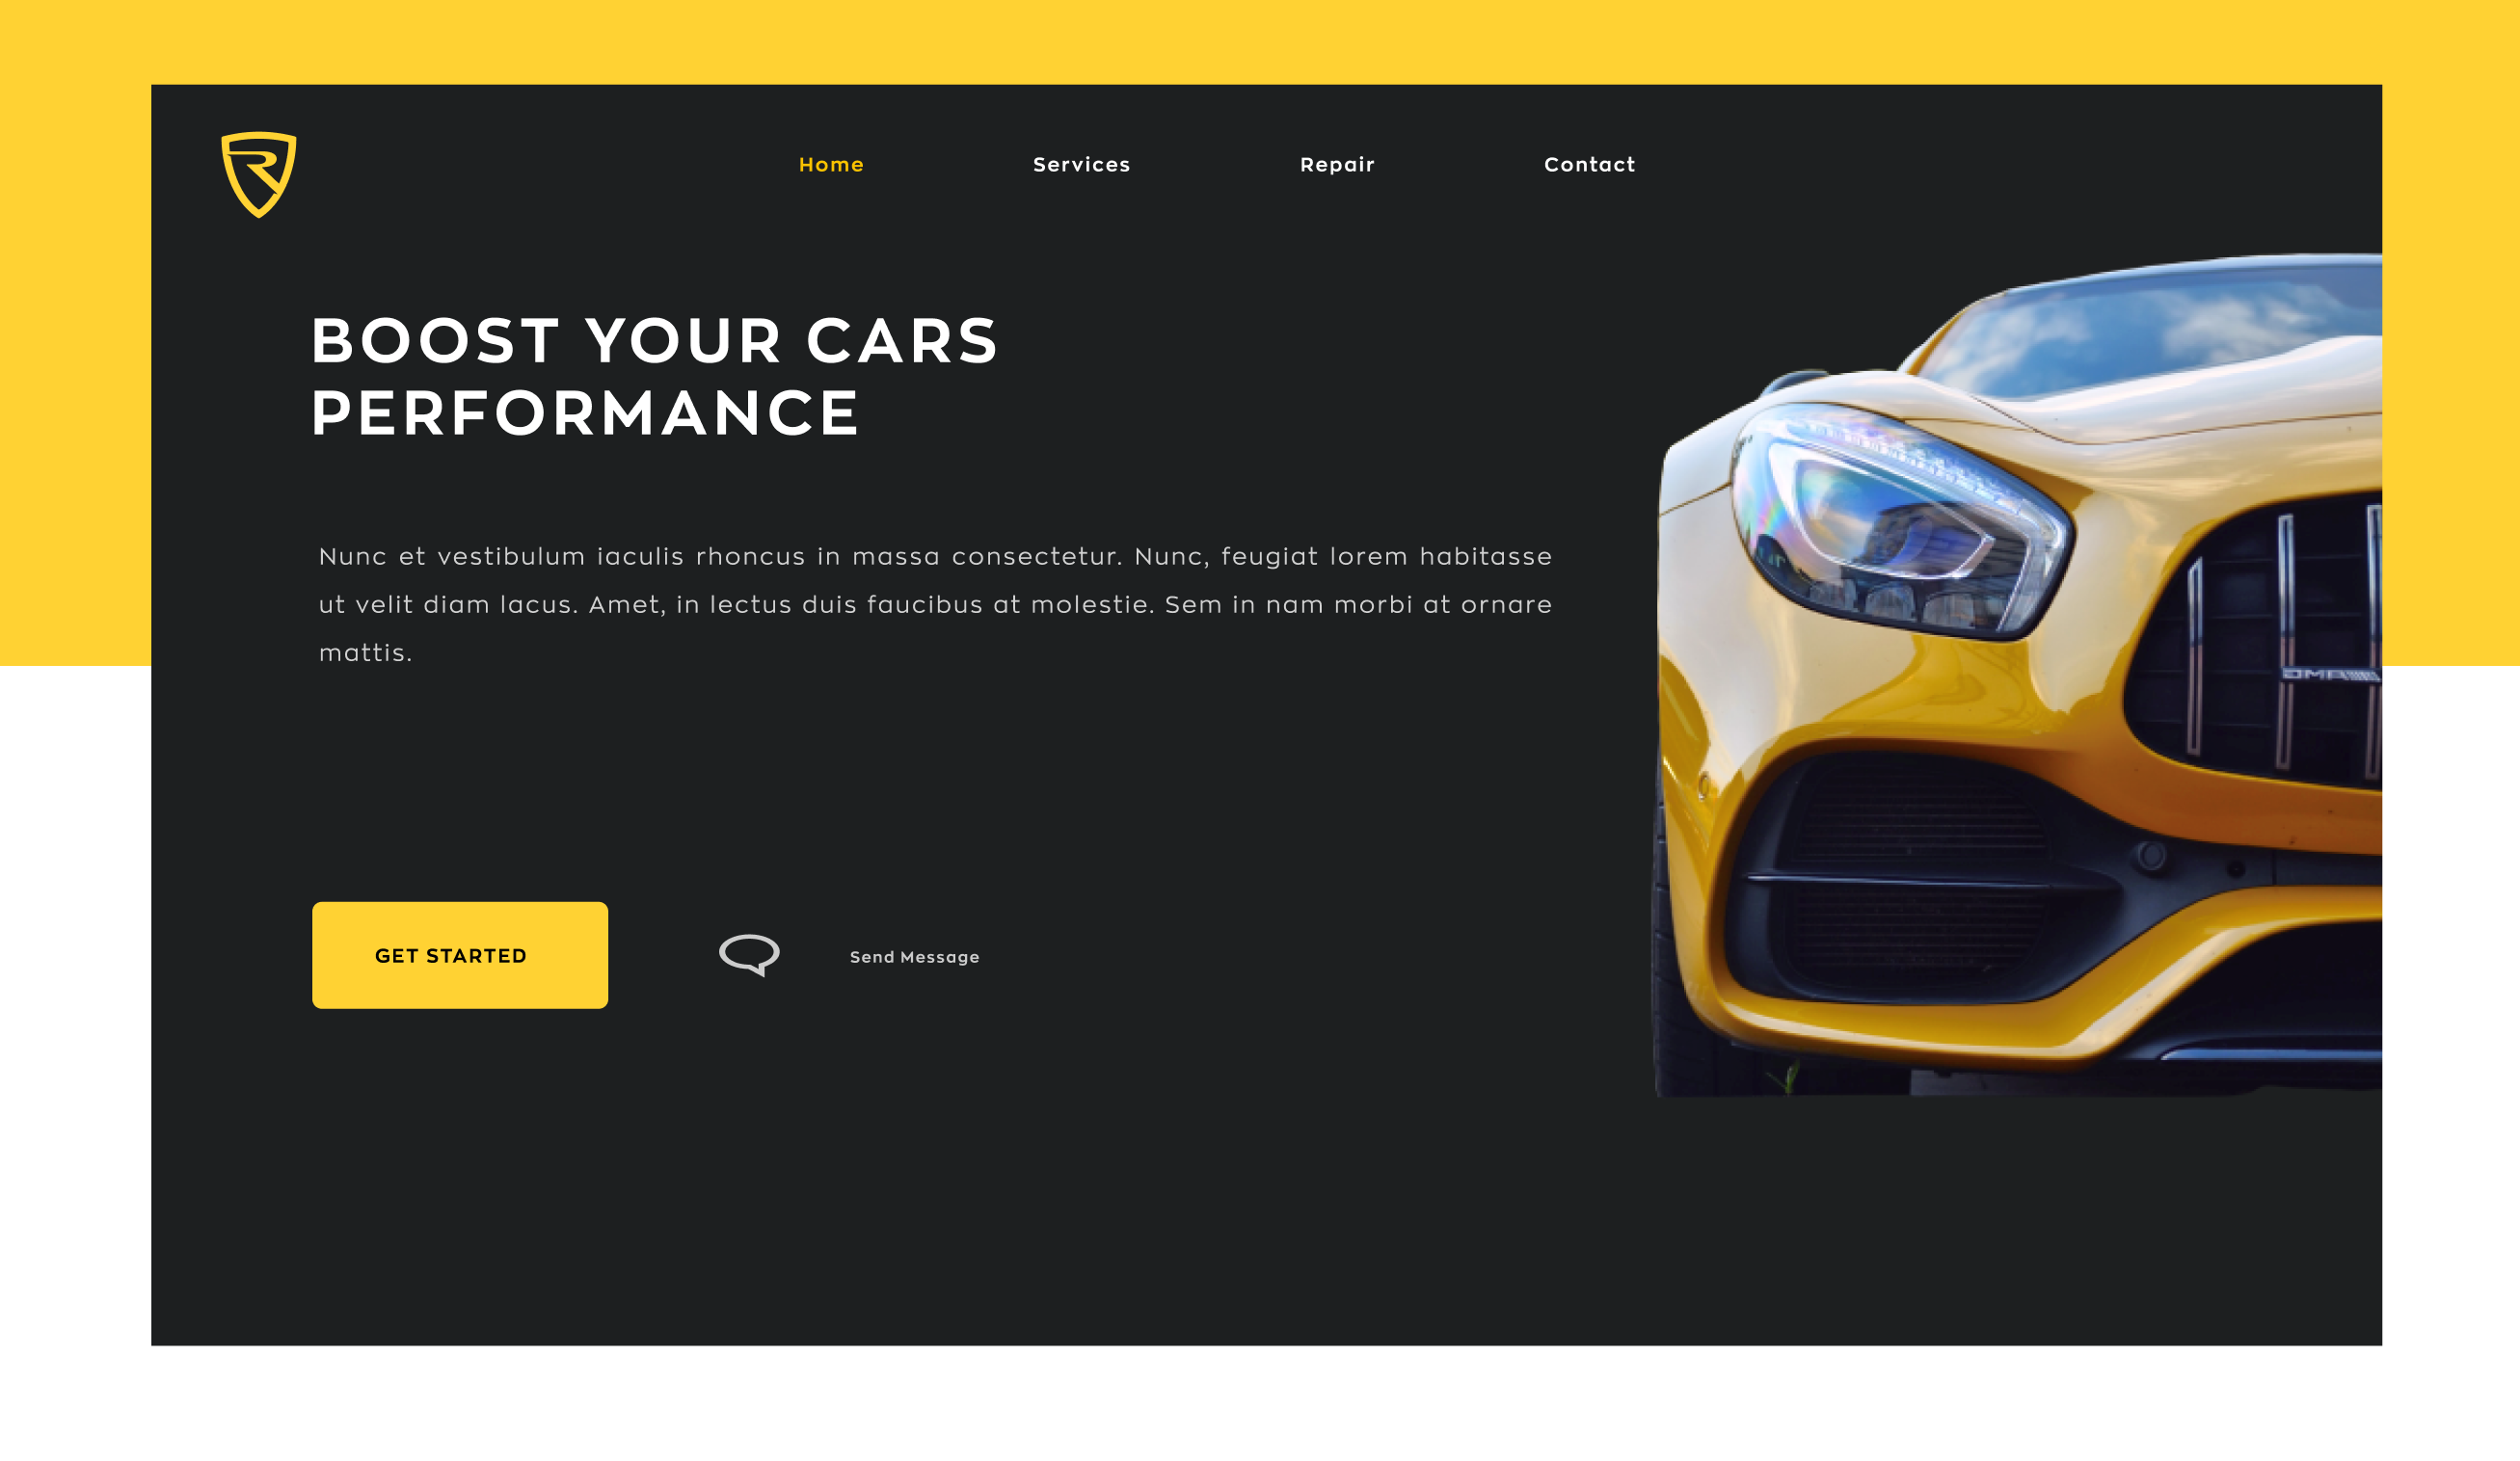 R
Home Services Repair Contact
BOOST YOUR CARS
PERFORMANCE
Nunc et vestibulum iaculis rhoncus in massa consectetur. Nunc, feugiat lorem habitasse
ut velit diam lacus. Amet, in lectus duis faucibus at molestie. Sem in nam morbi at ornare
mattis.
GET STARTED
Send Message